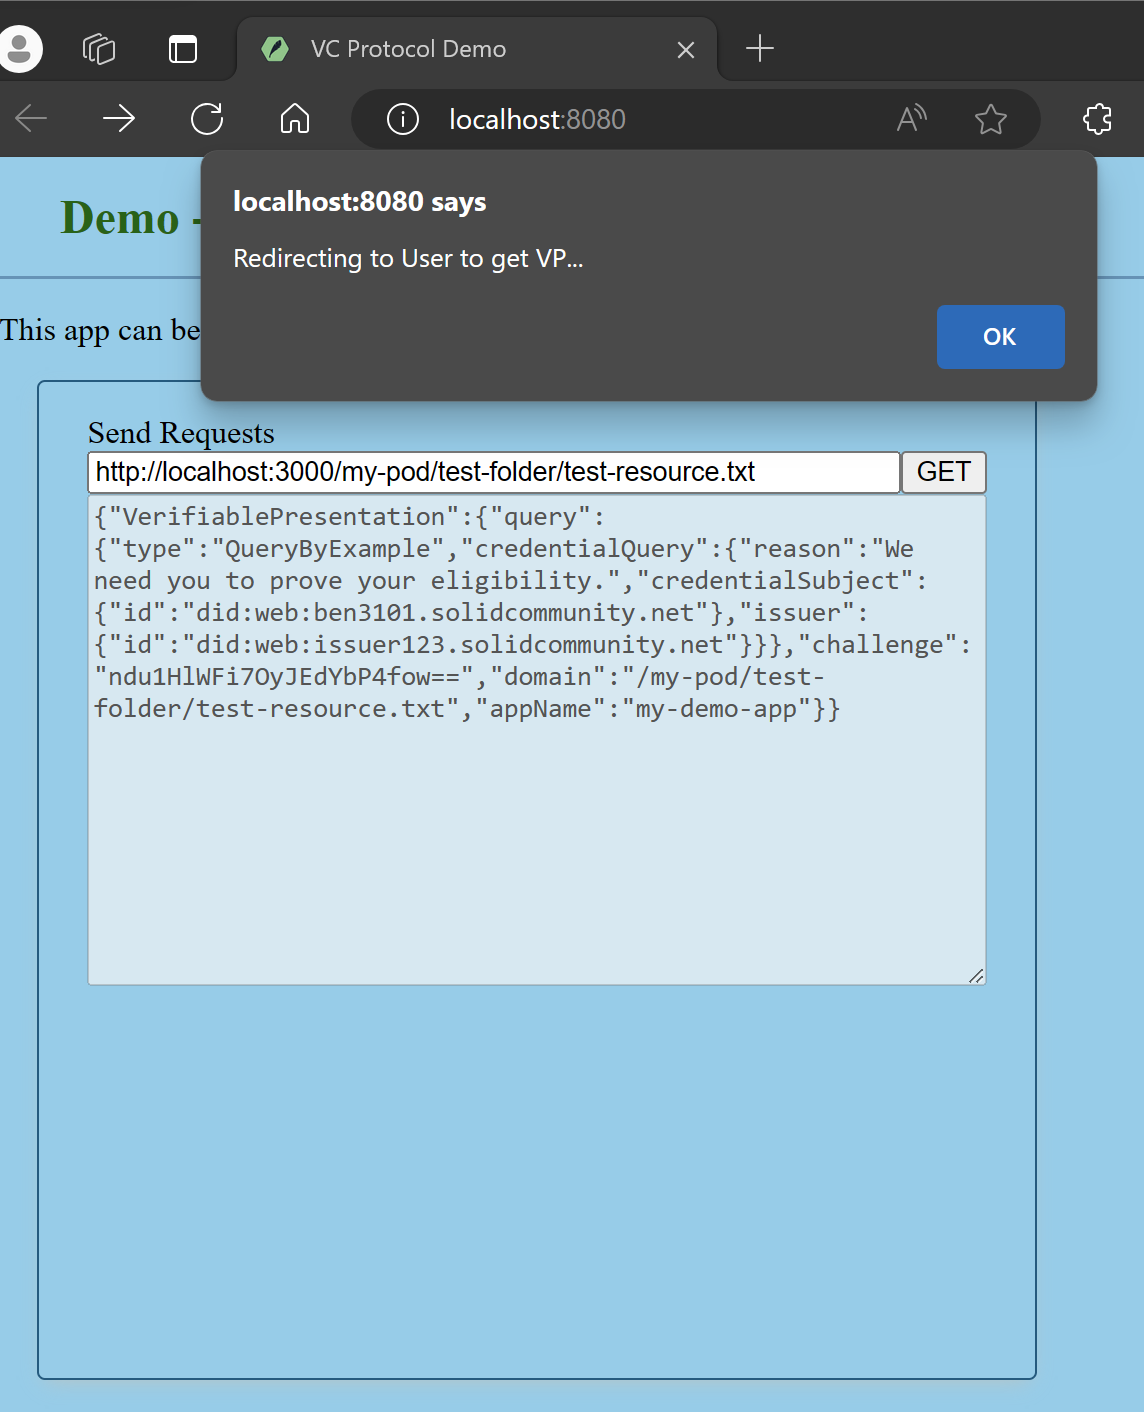 VC Protocol Demo
localhost:8080
localhost:8080 says
Redirecting to User to get VP...
OK
Demo -
This app can be
Send Requests
http://localhost:3000/my-pod/test-folder/test-resource.txt GET
{"VerifiablePresentation":{"query":
{"type":"QueryByExample","credentialQuery":{"reason":"We
need you to prove your eligibility.","credentialSubject":
{"id":"did:web:ben3101.solidcommunity.net"},"issuer":
{"id":"did:web:issuer123.solidcommunity.net"}}},"challenge":
"ndu1HlWFi7OyJEdYbP4fow==","domain":"/my-pod/test-
folder/test-resource.txt","appName":"my-demo-app"}}